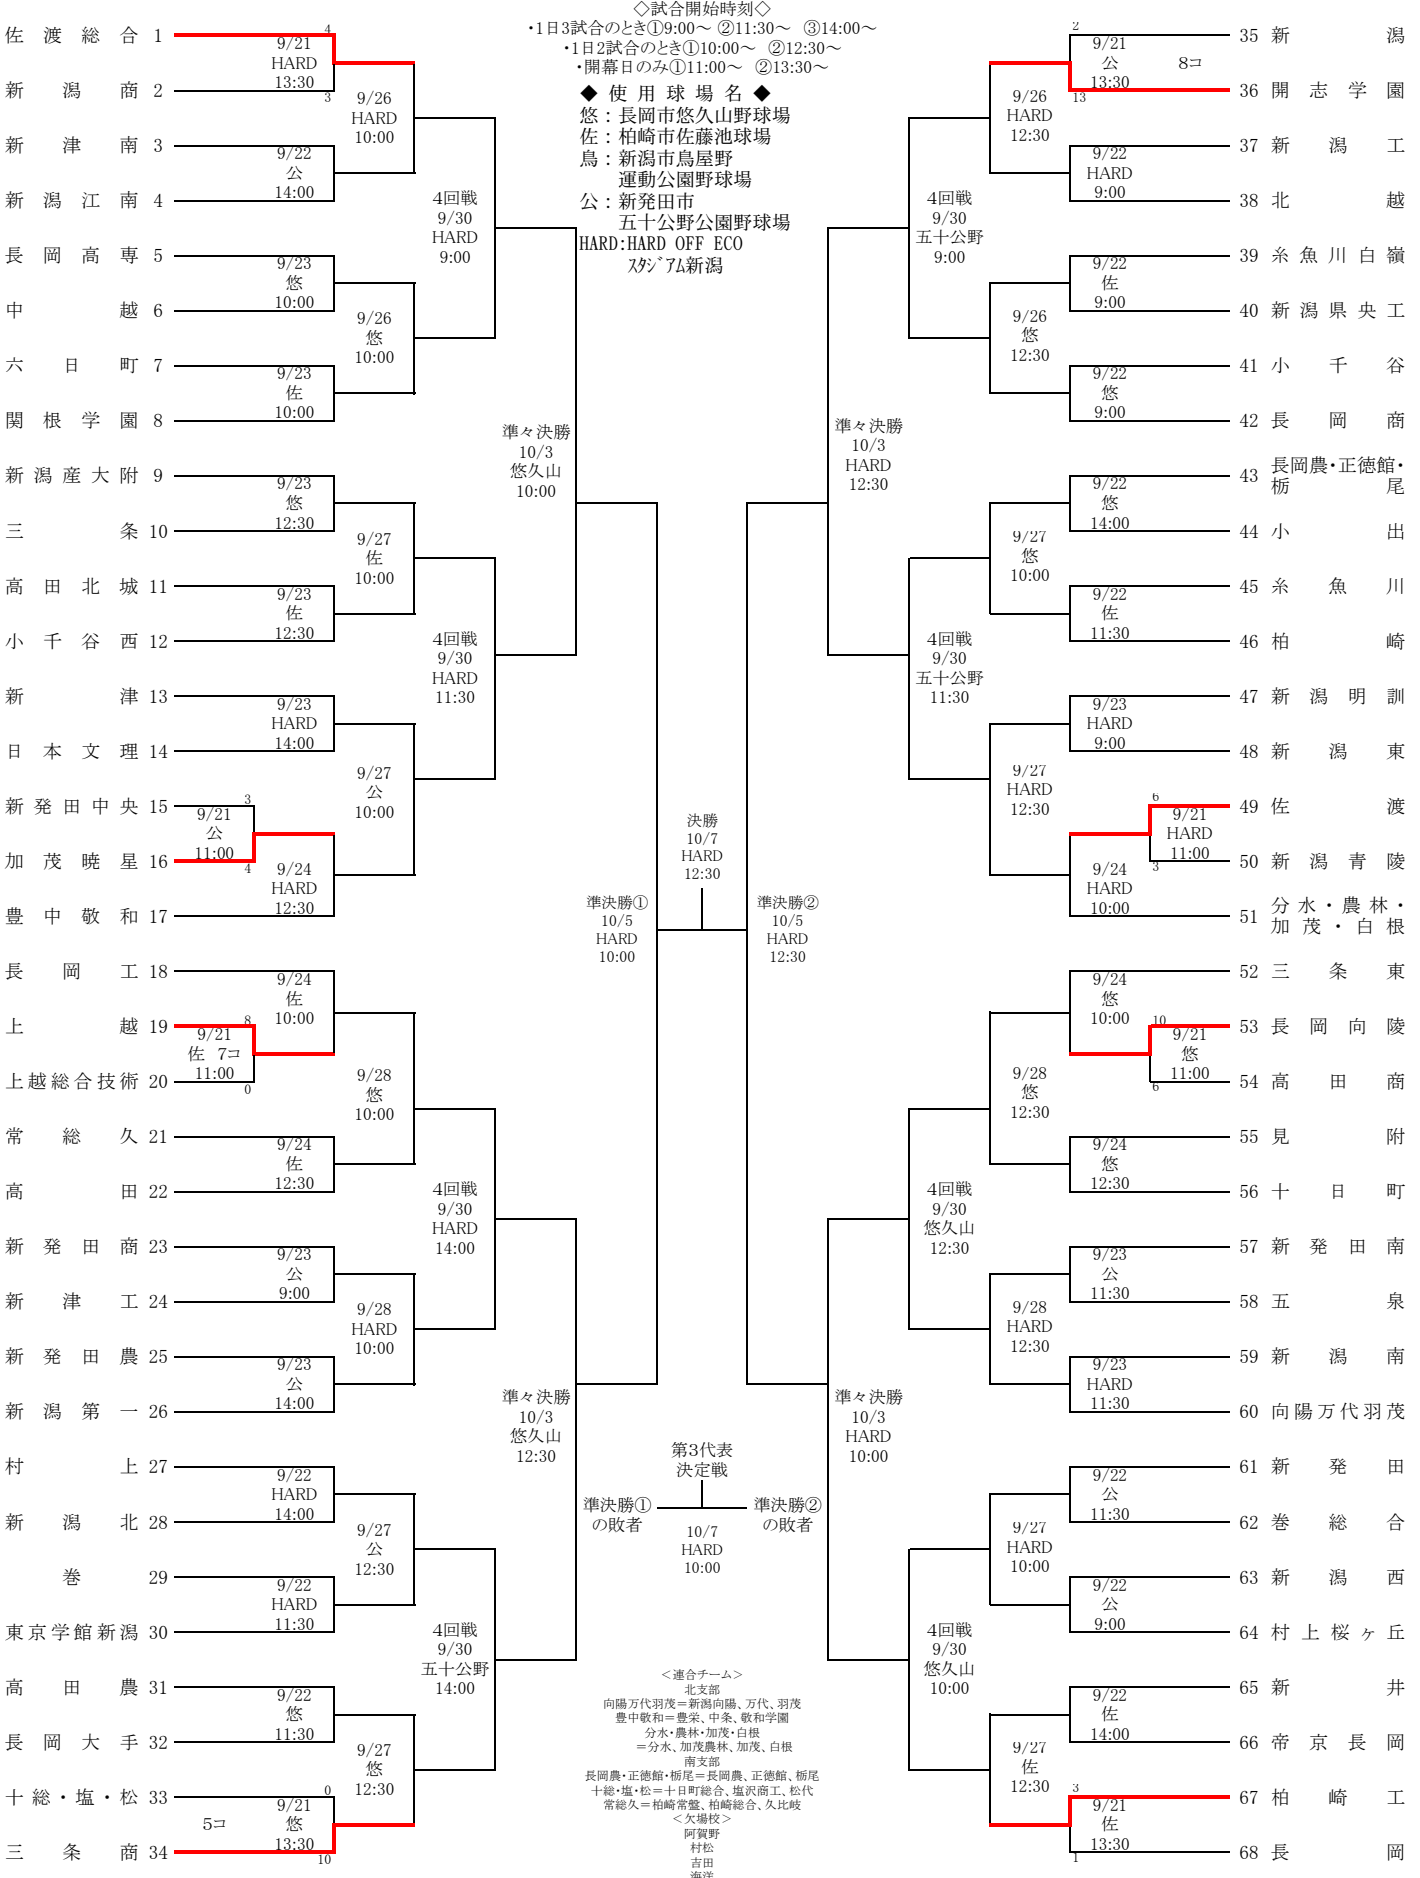 ◇試合開始時刻◇
・1日3試合のとき①9:00～ ②11:30～ ③14:00～
・1日2試合のとき①10:00～ ②12:30～
・開幕日のみ①11:00～ ②13:30～
◆ 使 用 球 場 名 ◆
悠：長岡市悠久山野球場
佐：柏崎市佐藤池球場
鳥：新潟市鳥屋野
運動公園野球場
公：新発田市
五十公野公園野球場
HARD:HARD OFF ECO
ｽﾀｼﾞｱﾑ新潟
佐渡総合 1
4
9/21
HARD
13:30
新潟商 2
3
9/26
HARD
10:00
新津南 3
9/22
公
14:00
新潟江南 4
4回戦
9/30
HARD
9:00
長岡高専 5
9/23
悠
10:00
中越 6
9/26
悠
10:00
六日町 7
9/23
佐
10:00
関根学園 8
準々決勝
10/3
悠久山
10:00
新潟産大附 9
9/23
悠
12:30
三条 10
9/27
佐
10:00
高田北城 11
9/23
佐
12:30
小千谷西 12
4回戦
9/30
HARD
11:30
新津 13
9/23
HARD
14:00
日本文理 14
9/27
公
10:00
新発田中央 15
3
9/21
公
11:00
加茂暁星 16
4
9/24
HARD
12:30
豊中敬和 17
準決勝①
10/5
HARD
10:00
長岡工 18
9/24
佐
10:00
上越 19
8
9/21
佐 7コ
11:00
上越総合技術 20
0
9/28
悠
10:00
常総久 21
9/24
佐
12:30
高田 22
4回戦
9/30
HARD
14:00
新発田商 23
9/23
公
9:00
新津工 24
9/28
HARD
10:00
新発田農 25
9/23
公
14:00
新潟第一 26
準々決勝
10/3
悠久山
12:30
村上 27
9/22
HARD
14:00
新潟北 28
9/27
公
12:30
巻 29
9/22
HARD
11:30
東京学館新潟 30
4回戦
9/30
五十公野
14:00
高田農 31
9/22
悠
11:30
長岡大手 32
9/27
悠
12:30
十総・塩・松 33
0
5コ
9/21
悠
13:30
三条商 34
10
決勝
10/7
HARD
12:30
第3代表
決定戦
準決勝①
の敗者
準決勝②
の敗者
10/7
HARD
10:00
2
35 新潟
9/21
公
13:30
8コ
13
36 開志学園
9/26
HARD
12:30
37 新潟工
9/22
HARD
9:00
38 北越
4回戦
9/30
五十公野
9:00
39 糸魚川白嶺
9/22
佐
9:00
40 新潟県央工
9/26
悠
12:30
41 小千谷
9/22
悠
9:00
42 長岡商
準々決勝
10/3
HARD
12:30
43 長岡農・正徳館・
栃尾
9/22
悠
14:00
44 小出
9/27
悠
10:00
45 糸魚川
9/22
佐
11:30
46 柏崎
4回戦
9/30
五十公野
11:30
47 新潟明訓
9/23
HARD
9:00
48 新潟東
9/27
HARD
12:30
6
49 佐渡
9/21
HARD
11:00
3
50 新潟青陵
9/24
HARD
10:00
51 分水・農林・
加茂・白根
準決勝②
10/5
HARD
12:30
52 三条東
9/24
悠
10:00
10
53 長岡向陵
9/21
悠
11:00
6
54 高田商
9/28
悠
12:30
55 見附
9/24
悠
12:30
56 十日町
4回戦
9/30
悠久山
12:30
57 新発田南
9/23
公
11:30
58 五泉
9/28
HARD
12:30
59 新潟南
9/23
HARD
11:30
60 向陽万代羽茂
準々決勝
10/3
HARD
10:00
61 新発田
9/22
公
11:30
62 巻総合
9/27
HARD
10:00
63 新潟西
9/22
公
9:00
64 村上桜ヶ丘
4回戦
9/30
悠久山
10:00
65 新井
9/22
佐
14:00
66 帝京長岡
9/27
佐
12:30
3
67 柏崎工
9/21
佐
13:30
1
68 長岡
＜連合チーム＞
北支部
向陽万代羽茂＝新潟向陽、万代、羽茂
豊中敬和＝豊栄、中条、敬和学園
分水・農林・加茂・白根
＝分水、加茂農林、加茂、白根
南支部
長岡農・正徳館・栃尾＝長岡農、正徳館、栃尾
十総・塩・松＝十日町総合、塩沢商工、松代
常総久＝柏崎常盤、柏崎総合、久比岐
＜欠場校＞
阿賀野
村松
吉田
海洋